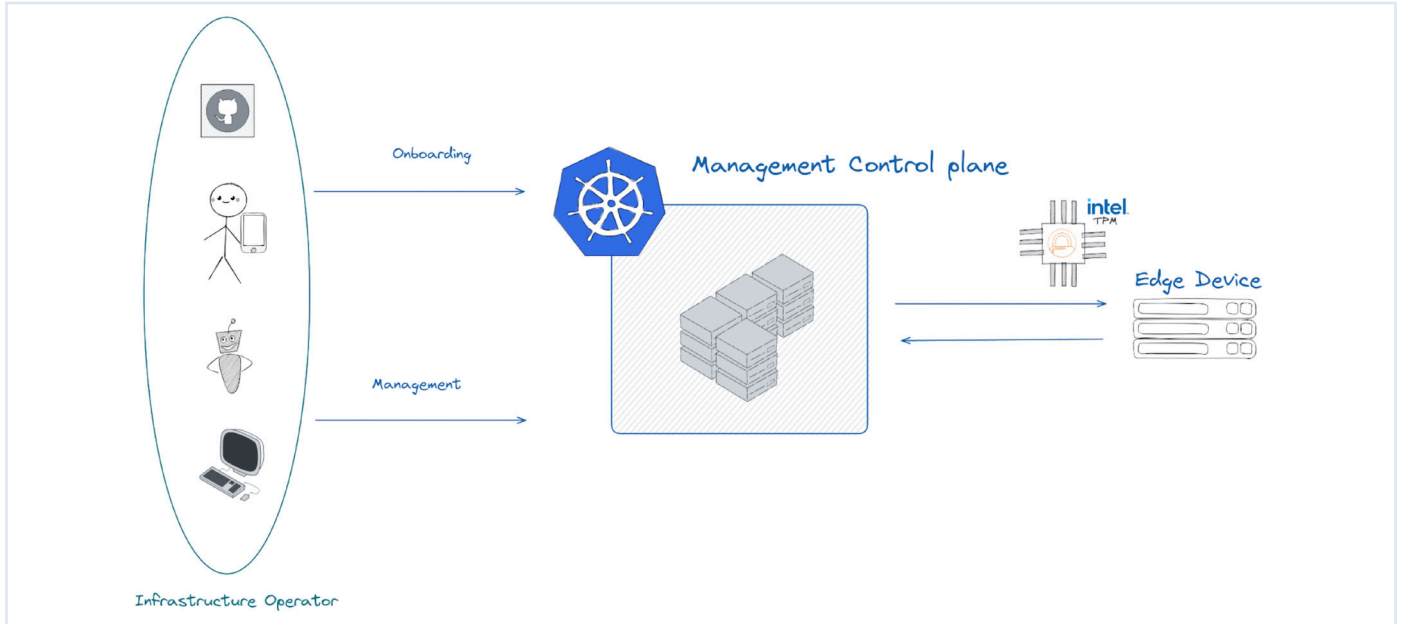 Onboarding
Management Control plane
intel.
TPM
Edge Device
Management
Infrastructure Operator